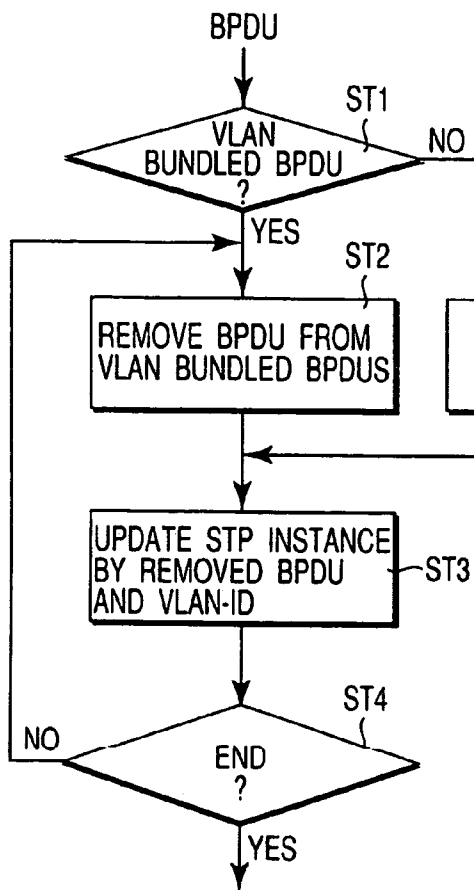 BPDU
ST1
VLAN
BUNDLED BPDU
?
NO
YES
ST2
REMOVE BPDU FROM
VLAN BUNDLED BPDUS
UPDATE STP INSTANCE
BY REMOVED BPDU
AND VLAN-ID
ST3
ST4
NO
END
?
YES